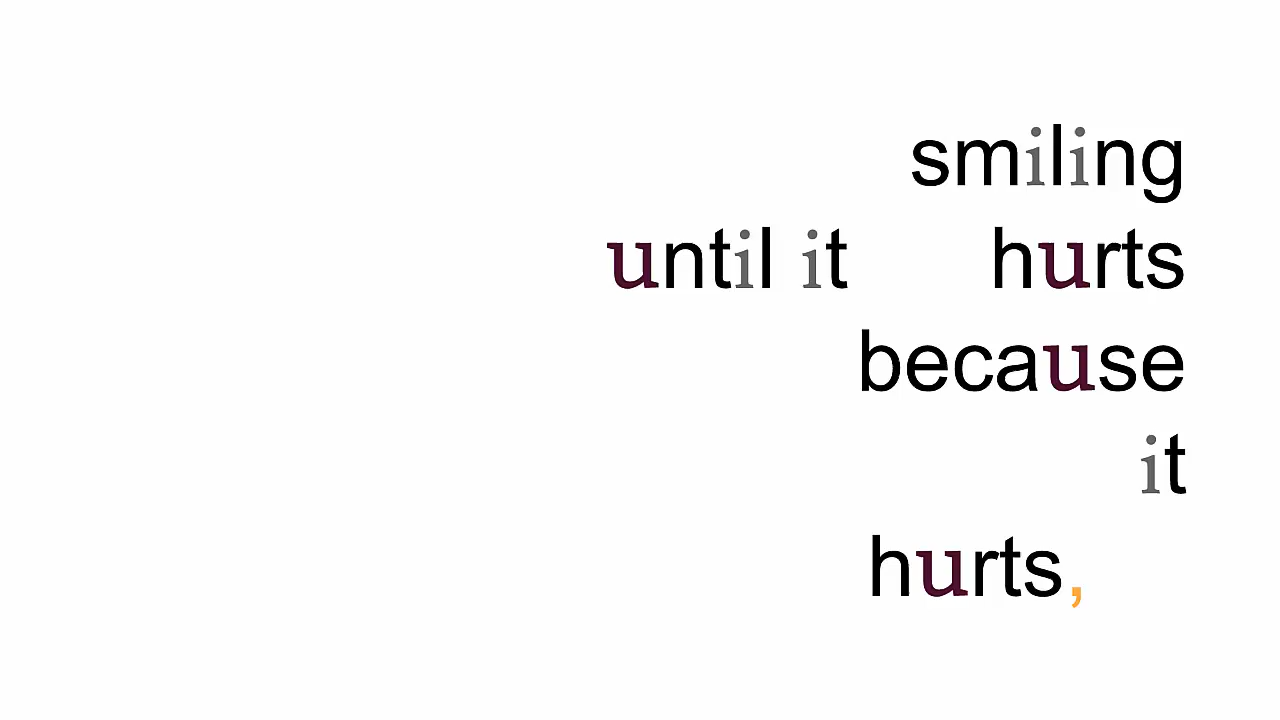 smiling
until it hurts
because
it
hurts,